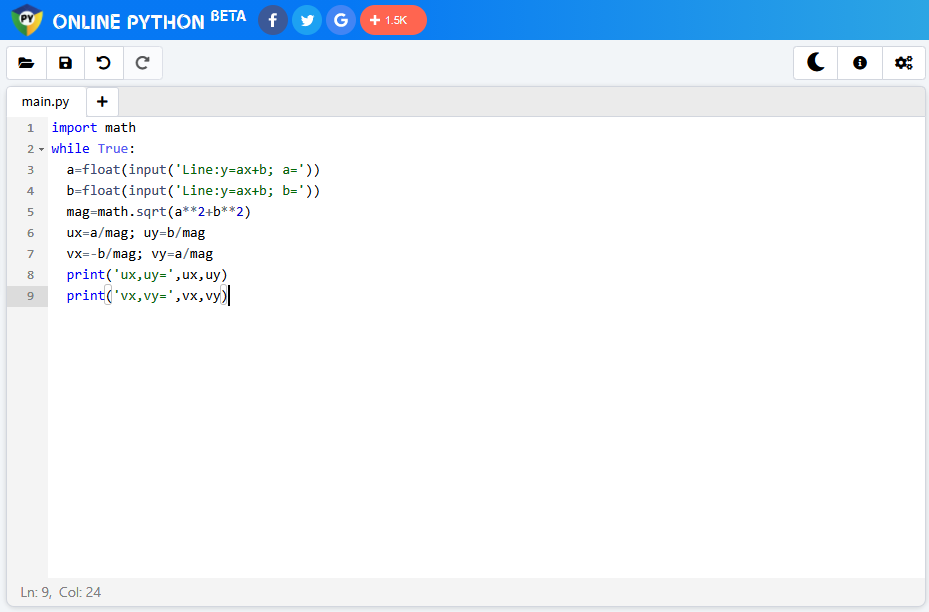 PY ONLINE PYTHON BETA f G + 1.5K
main.py +
1 import math
2 while True:
3   a=float(input('Line:y=ax+b; a='))
4   b=float(input('Line:y=ax+b; b='))
5   mag=math.sqrt(a**2+b**2)
6   ux=a/mag; uy=b/mag
7   vx=-b/mag; vy=a/mag
8   print('ux,uy=',ux,uy)
9   print('vx,vy=',vx,vy)
Ln: 9, Col: 24